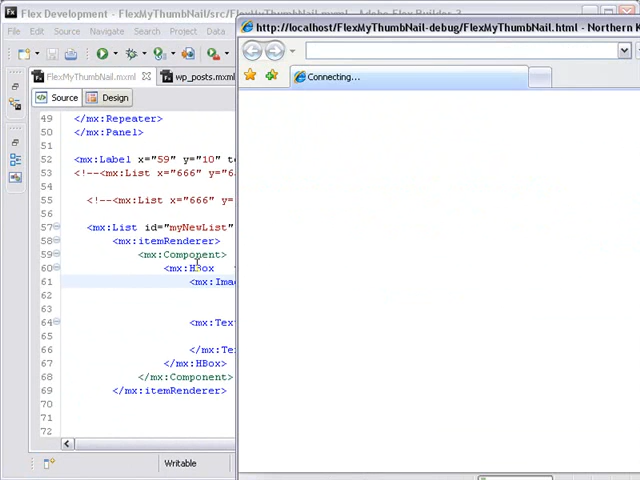 Flex Development - FlexMyThumbNail/src/FlexMyThumbNail.mxml - Adobe Flex Builder 3
http://localhost/FlexMyThumbNail-debug/FlexMyThumbNail.html - Northern K
File Edit Source Navigate Search Project
FlexMyThumbNail.mxml wp_posts.mxml
Connecting...
Source Design
49 </mx:Repeater>
50 </mx:Panel>
51
52 <mx:Label x="59" y="10" te
53 <!--<mx:List x="666" y="6
54
55 <!--<mx:List x="666" y=
56
57 <mx:List id="myNewList"
58 <mx:itemRenderer>
59 <mx:Component>
60 <mx:HBox
61 <mx:Ima
64 <mx:Tex
66 </mx:Te
67 </mx:HBox>
68 </mx:Component>
69 </mx:itemRenderer>
70
71
72
Writable